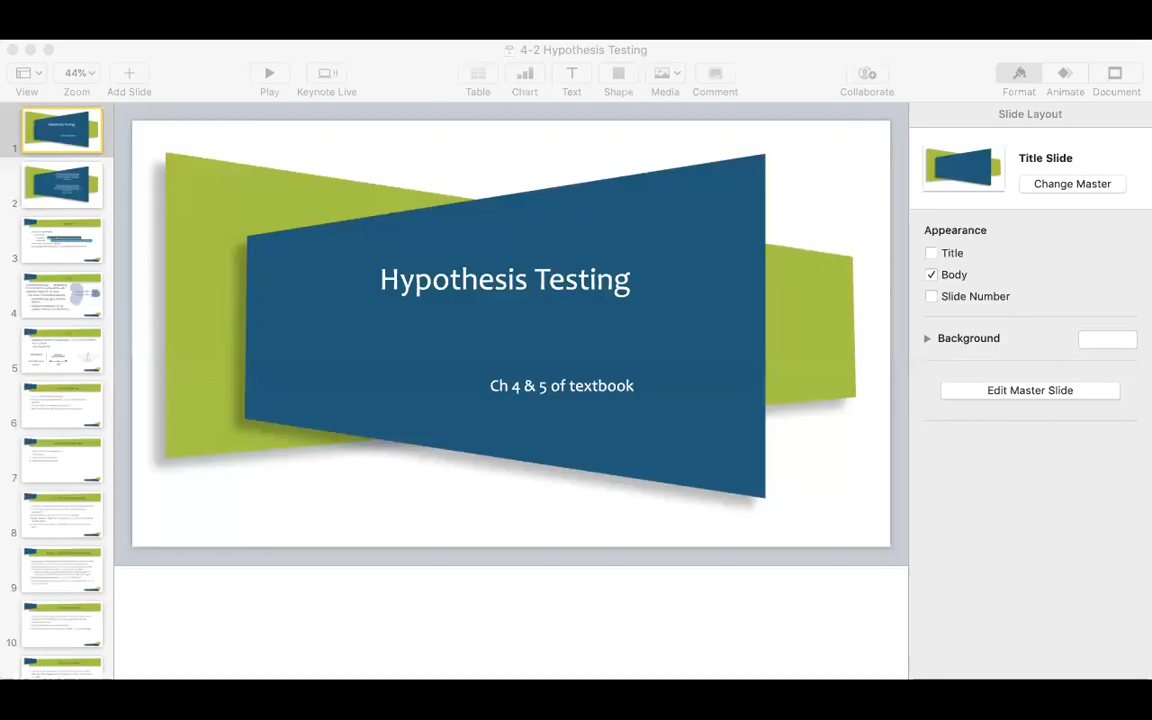 4-2 Hypothesis Testing
44%
View
Zoom
Add Slide
Play
Keynote Live
Table
Chart
Text
Shape
Media
Comment
Collaborate
Format
Animate
Document
Slide Layout
Title Slide
Change Master
Appearance
Title
Body
Slide Number
Background
Edit Master Slide
1
2
3
4
5
6
7
8
9
10
Hypothesis Testing
Ch 4 & 5 of textbook